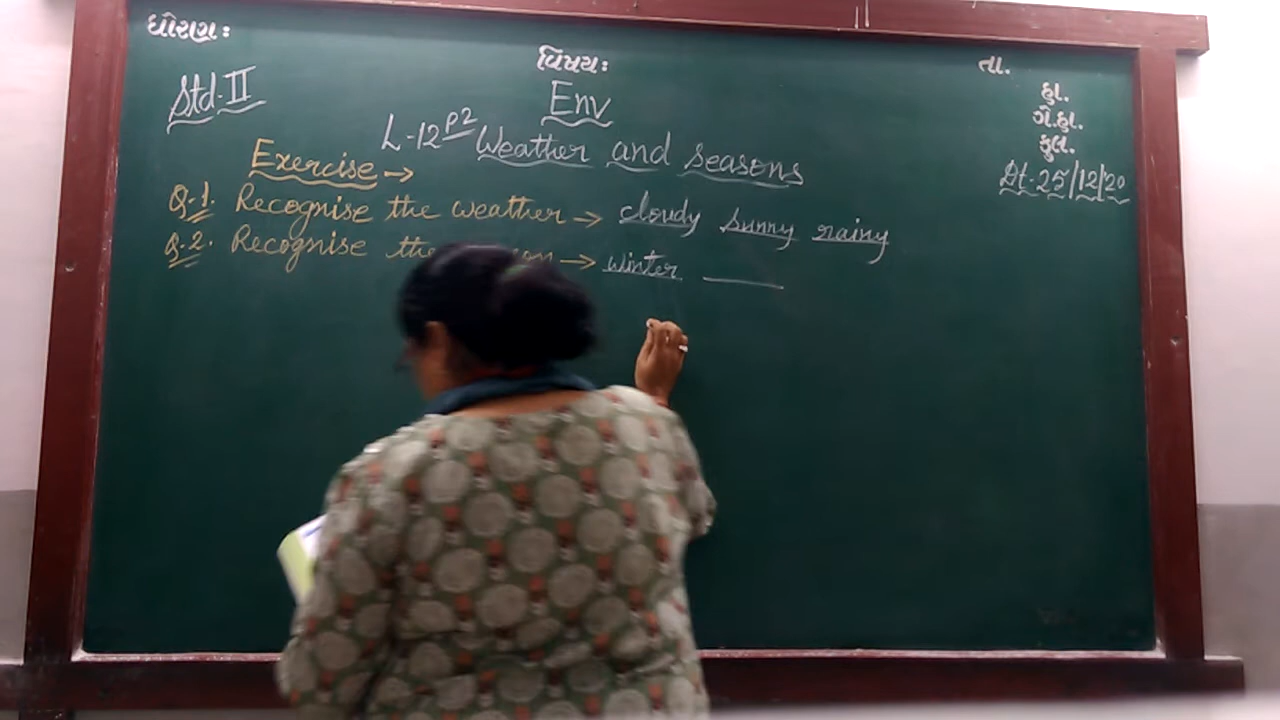 ધોરણ:
વિષય:
તા.
Std. II
Env
હા.
ગે.હા.
કુલ.
L-12 P2 Weather and seasons
Dt. 25/12/20
Exercise →
Q.1. Recognise the weather → cloudy sunny rainy
Q.2. Recognise the → winter